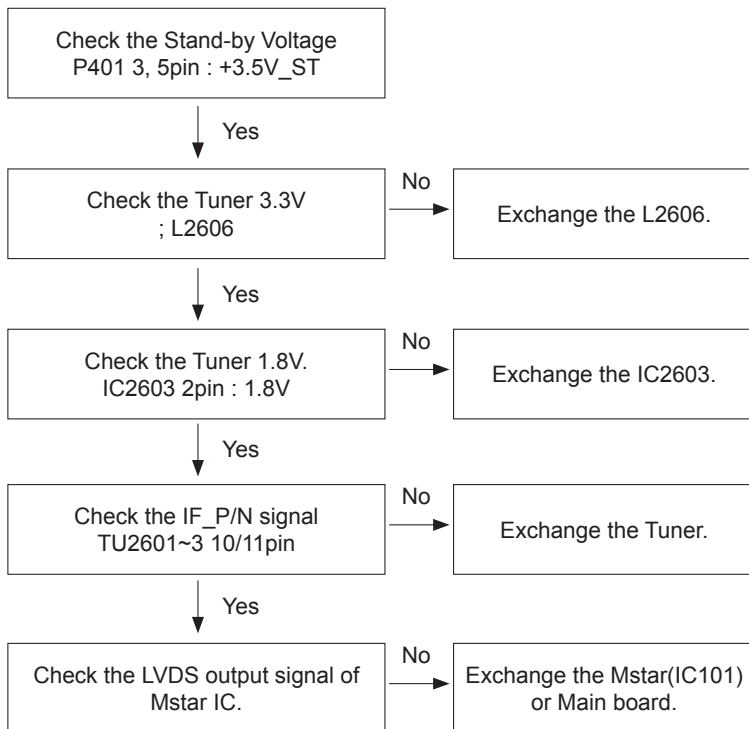 Check the Stand-by Voltage
P401 3, 5pin : +3.5V_ST
Yes
Check the Tuner 3.3V
; L2606
No
Exchange the L2606.
Yes
Check the Tuner 1.8V.
IC2603 2pin : 1.8V
No
Exchange the IC2603.
Yes
Check the IF_P/N signal
TU2601~3 10/11pin
No
Exchange the Tuner.
Yes
Check the LVDS output signal of
Mstar IC.
No
Exchange the Mstar(IC101)
or Main board.